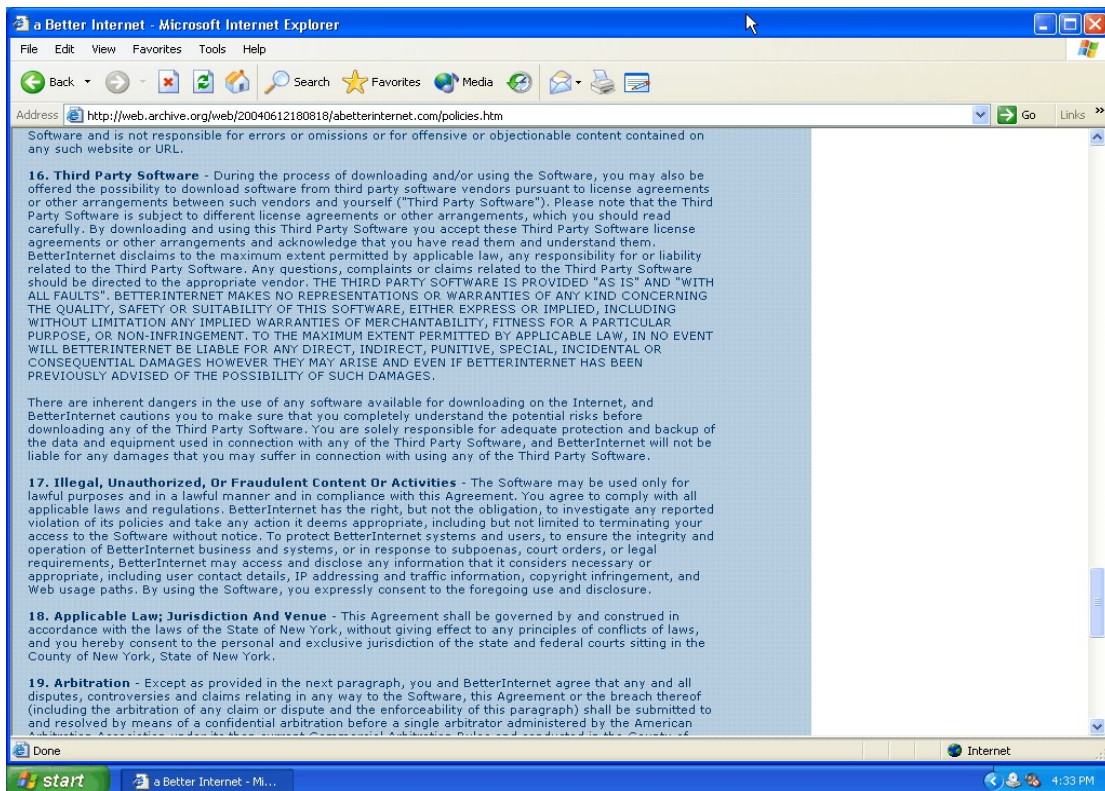 a Better Internet - Microsoft Internet Explorer
File Edit View Favorites Tools Help
Back Search Favorites Media
Address http://web.archive.org/web/20040612180818/abetterinternet.com/policies.htm Go Links »
Software and is not responsible for errors or omissions or for offensive or objectionable content contained on
any such website or URL.
16. Third Party Software - During the process of downloading and/or using the Software, you may also be
offered the possibility to download software from third party software vendors pursuant to license agreements
or other arrangements between such vendors and yourself ("Third Party Software"). Please note that the Third
Party Software is subject to different license agreements or other arrangements, which you should read
carefully. By downloading and using this Third Party Software you accept these Third Party Software license
agreements or other arrangements and acknowledge that you have read them and understand them.
BetterInternet disclaims to the maximum extent permitted by applicable law, any responsibility for or liability
related to the Third Party Software. Any questions, complaints or claims related to the Third Party Software
should be directed to the appropriate vendor. THE THIRD PARTY SOFTWARE IS PROVIDED "AS IS" AND "WITH
ALL FAULTS". BETTERINTERNET MAKES NO REPRESENTATIONS OR WARRANTIES OF ANY KIND CONCERNING
THE QUALITY, SAFETY OR SUITABILITY OF THIS SOFTWARE, EITHER EXPRESS OR IMPLIED, INCLUDING
WITHOUT LIMITATION ANY IMPLIED WARRANTIES OF MERCHANTABILITY, FITNESS FOR A PARTICULAR
PURPOSE, OR NON-INFRINGEMENT. TO THE MAXIMUM EXTENT PERMITTED BY APPLICABLE LAW, IN NO EVENT
WILL BETTERINTERNET BE LIABLE FOR ANY DIRECT, INDIRECT, PUNITIVE, SPECIAL, INCIDENTAL OR
CONSEQUENTIAL DAMAGES HOWEVER THEY MAY ARISE AND EVEN IF BETTERINTERNET HAS BEEN
PREVIOUSLY ADVISED OF THE POSSIBILITY OF SUCH DAMAGES.
There are inherent dangers in the use of any software available for downloading on the Internet, and
BetterInternet cautions you to make sure that you completely understand the potential risks before
downloading any of the Third Party Software. You are solely responsible for adequate protection and backup of
the data and equipment used in connection with any of the Third Party Software, and BetterInternet will not be
liable for any damages that you may suffer in connection with using any of the Third Party Software.
17. Illegal, Unauthorized, Or Fraudulent Content Or Activities - The Software may be used only for
lawful purposes and in a lawful manner and in compliance with this Agreement. You agree to comply with all
applicable laws and regulations. BetterInternet has the right, but not the obligation, to investigate any reported
violation of its policies and take any action it deems appropriate, including but not limited to terminating your
access to the Software without notice. To protect BetterInternet systems and users, to ensure the integrity and
operation of BetterInternet business and systems, or in response to subpoenas, court orders, or legal
requirements, BetterInternet may access and disclose any information that it considers necessary or
appropriate, including user contact details, IP addressing and traffic information, copyright infringement, and
Web usage paths. By using the Software, you expressly consent to the foregoing use and disclosure.
18. Applicable Law; Jurisdiction And Venue - This Agreement shall be governed by and construed in
accordance with the laws of the State of New York, without giving effect to any principles of conflicts of laws,
and you hereby consent to the personal and exclusive jurisdiction of the state and federal courts sitting in the
County of New York, State of New York.
19. Arbitration - Except as provided in the next paragraph, you and BetterInternet agree that any and all
disputes, controversies and claims relating in any way to the Software, this Agreement or the breach thereof
(including the arbitration of any claim or dispute and the enforceability of this paragraph) shall be submitted to
and resolved by means of a confidential arbitration before a single arbitrator administered by the American
Arbitration Association under its then current Commercial Arbitration Rules and conducted in the County of
Done Internet
start a Better Internet - Mi... 4:33 PM